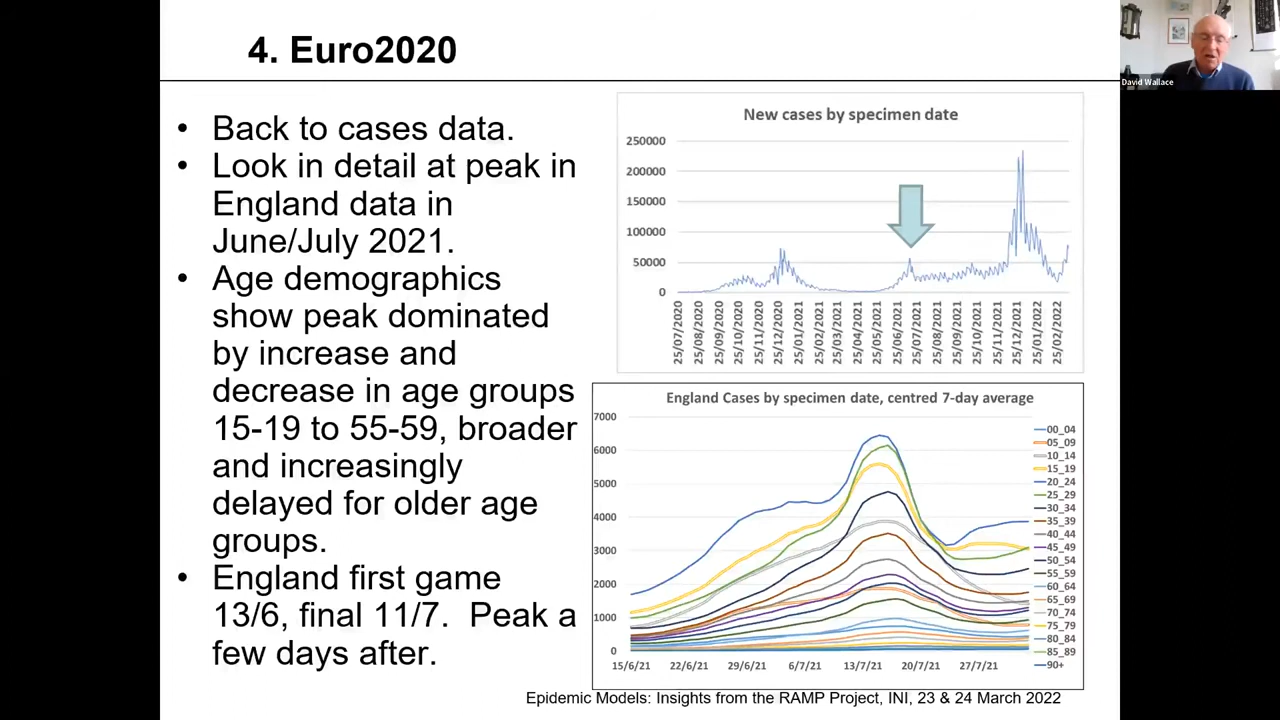 4. Euro2020
David Wallace
• Back to cases data.
• Look in detail at peak in
England data in
June/July 2021.
• Age demographics
show peak dominated
by increase and
decrease in age groups
15-19 to 55-59, broader
and increasingly
delayed for older age
groups.
• England first game
13/6, final 11/7.  Peak a
few days after.
New cases by specimen date
250000
200000
150000
100000
50000
0
25/07/2020
25/08/2020
25/09/2020
25/10/2020
25/11/2020
25/12/2020
25/01/2021
25/02/2021
25/03/2021
25/04/2021
25/05/2021
25/06/2021
25/07/2021
25/08/2021
25/09/2021
25/10/2021
25/11/2021
25/12/2021
25/01/2022
25/02/2022
England Cases by specimen date, centred 7-day average
7000
6000
5000
4000
3000
2000
1000
0
15/6/21 22/6/21 29/6/21 6/7/21 13/7/21 20/7/21 27/7/21
00_04
05_09
10_14
15_19
20_24
25_29
30_34
35_39
40_44
45_49
50_54
55_59
60_64
65_69
70_74
75_79
80_84
85_89
90+
Epidemic Models: Insights from the RAMP Project, INI, 23 & 24 March 2022